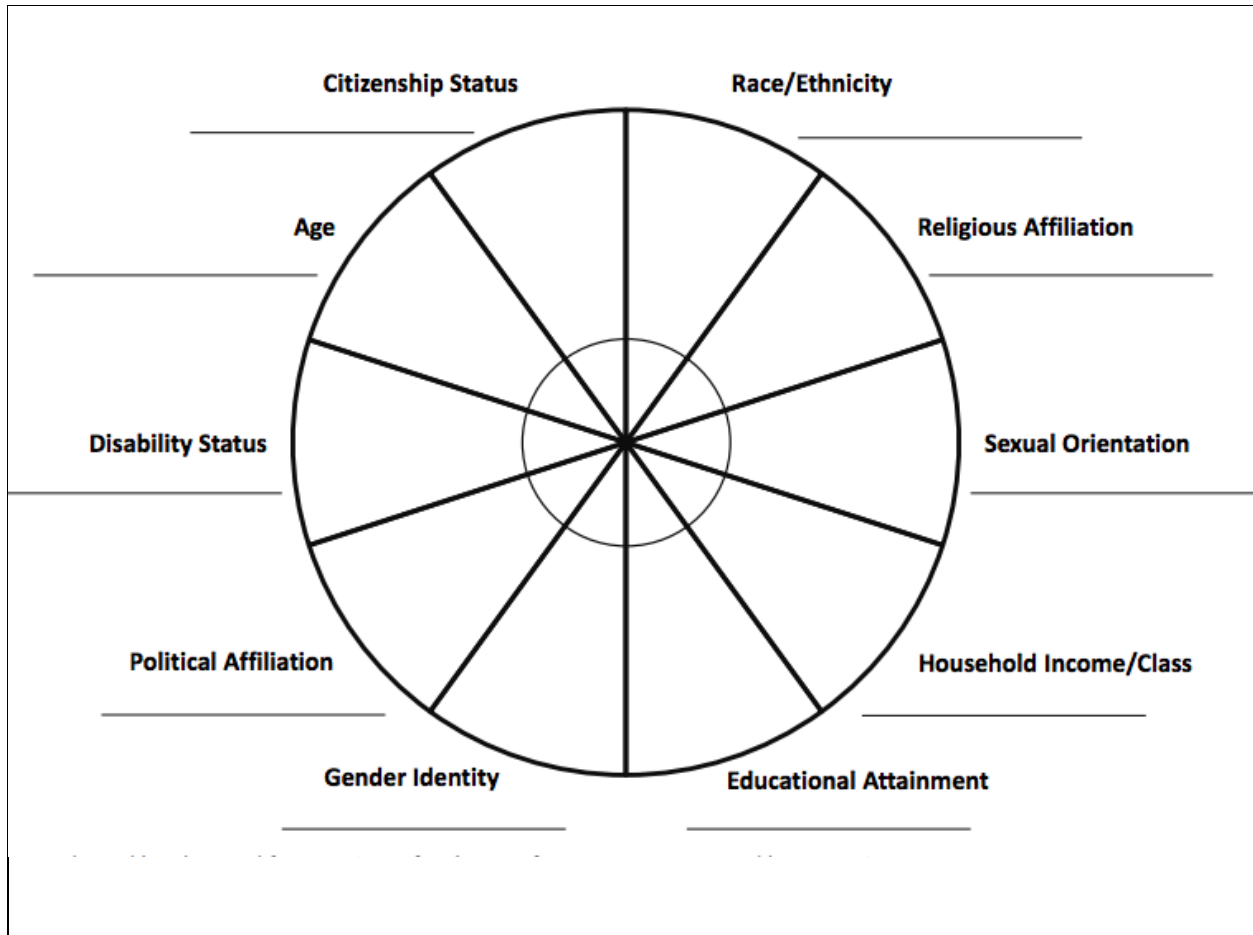 Citizenship Status
Race/Ethnicity
Age
Religious Affiliation
Disability Status
Sexual Orientation
Political Affiliation
Household Income/Class
Gender Identity
Educational Attainment